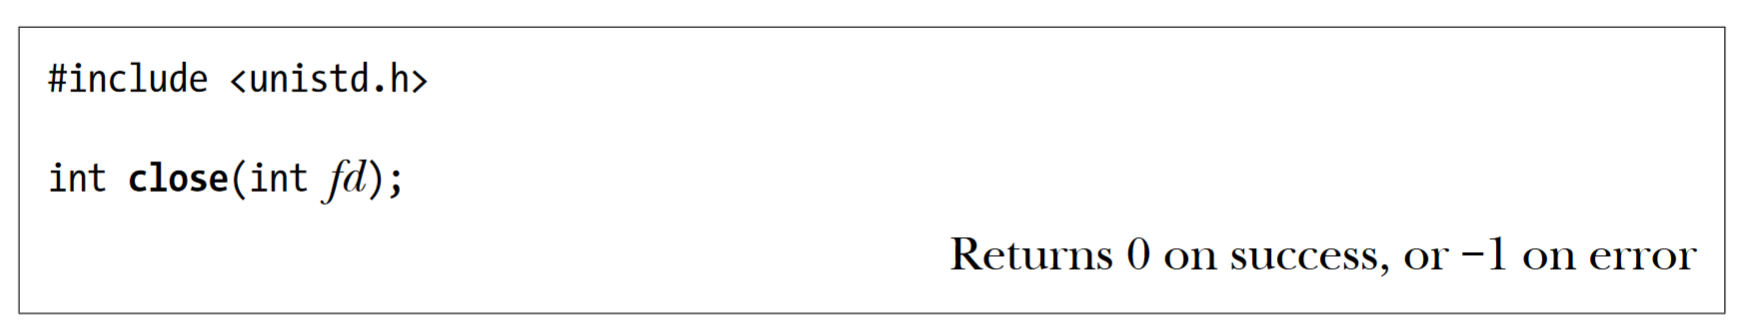 #include <unistd.h>
int close(int fd);
Returns 0 on success, or −1 on error